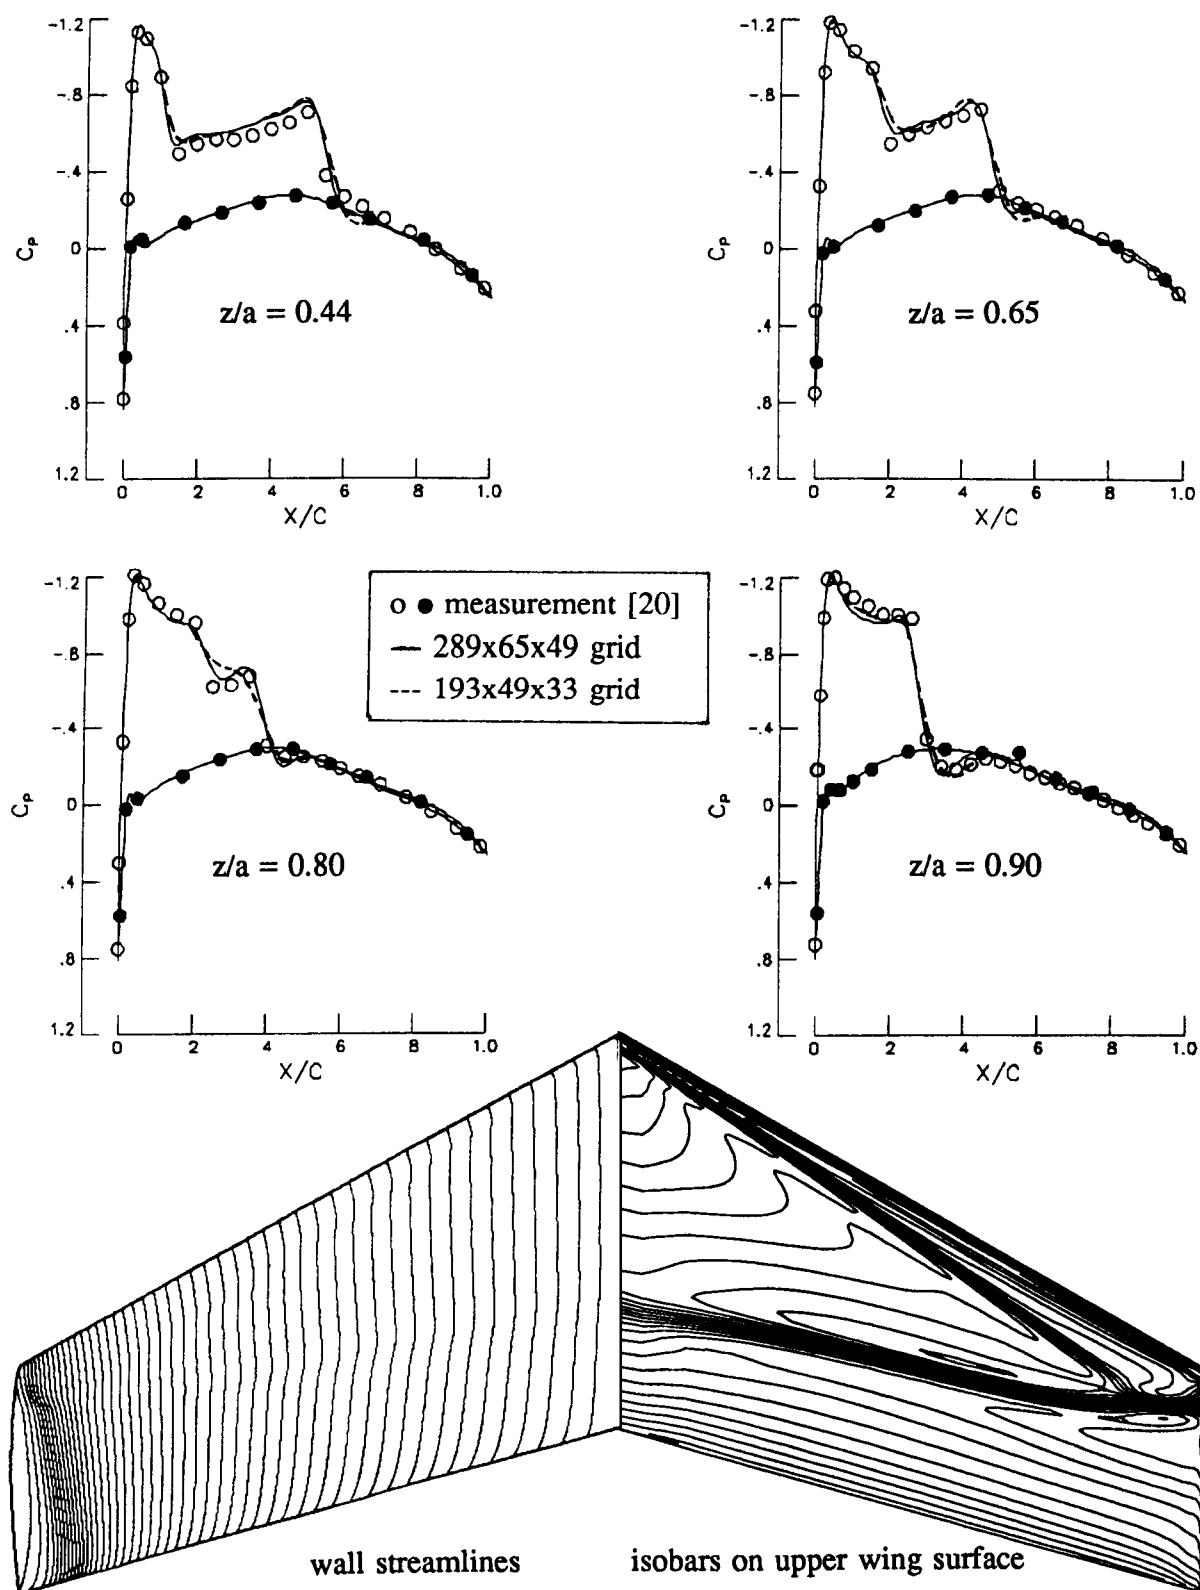 -1.2
-.8
-.4
0
.4
.8
1.2
Cp
z/a = 0.44
0 2 4 6 8 1.0
X/C
-1.2
-.8
-.4
0
.4
.8
1.2
Cp
z/a = 0.65
0 2 4 6 8 1.0
X/C
-1.2
-.8
-.4
0
.4
.8
1.2
Cp
z/a = 0.80
0 2 4 6 8 1.0
X/C
measurement [20]
289x65x49 grid
193x49x33 grid
-1.2
-.8
-.4
0
.4
.8
1.2
Cp
z/a = 0.90
0 2 4 6 8 1.0
X/C
wall streamlines
isobars on upper wing surface